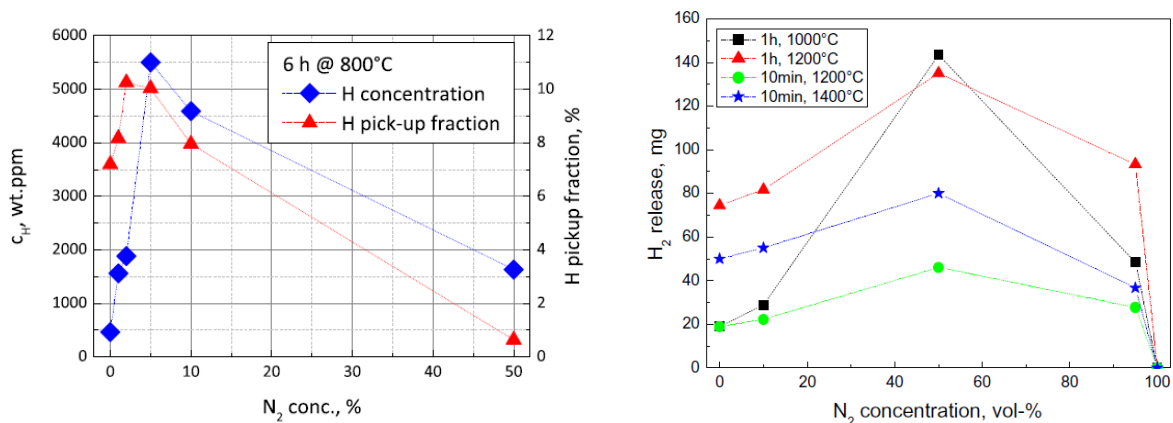 6000
5000
4000
3000
2000
1000
0
c_H, wt.ppm
6 h @ 800°C
H concentration
H pick-up fraction
12
10
8
6
4
2
0
H pickup fraction, %
0 10 20 30 40 50
N₂ conc., %
160
140
120
100
80
60
40
20
0
H₂ release, mg
1h, 1000°C
1h, 1200°C
10min, 1200°C
10min, 1400°C
0 20 40 60 80 100
N₂ concentration, vol-%